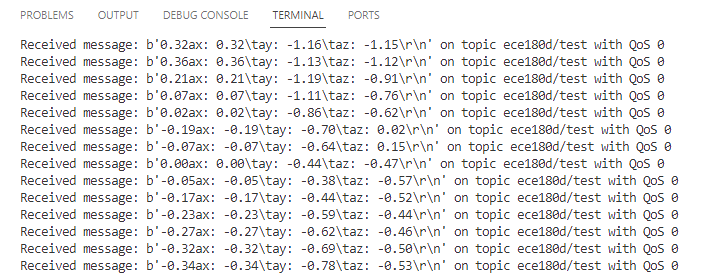 PROBLEMS OUTPUT DEBUG CONSOLE TERMINAL PORTS
Received message: b'0.32ax: 0.32\tay: -1.16\taz: -1.15\r\n' on topic ece180d/test with QoS 0
Received message: b'0.36ax: 0.36\tay: -1.13\taz: -1.12\r\n' on topic ece180d/test with QoS 0
Received message: b'0.21ax: 0.21\tay: -1.19\taz: -0.91\r\n' on topic ece180d/test with QoS 0
Received message: b'0.07ax: 0.07\tay: -1.11\taz: -0.76\r\n' on topic ece180d/test with QoS 0
Received message: b'0.02ax: 0.02\tay: -0.86\taz: -0.62\r\n' on topic ece180d/test with QoS 0
Received message: b'-0.19ax: -0.19\tay: -0.70\taz: 0.02\r\n' on topic ece180d/test with QoS 0
Received message: b'-0.07ax: -0.07\tay: -0.64\taz: 0.15\r\n' on topic ece180d/test with QoS 0
Received message: b'0.00ax: 0.00\tay: -0.44\taz: -0.47\r\n' on topic ece180d/test with QoS 0
Received message: b'-0.05ax: -0.05\tay: -0.38\taz: -0.57\r\n' on topic ece180d/test with QoS 0
Received message: b'-0.17ax: -0.17\tay: -0.44\taz: -0.52\r\n' on topic ece180d/test with QoS 0
Received message: b'-0.23ax: -0.23\tay: -0.59\taz: -0.44\r\n' on topic ece180d/test with QoS 0
Received message: b'-0.27ax: -0.27\tay: -0.62\taz: -0.46\r\n' on topic ece180d/test with QoS 0
Received message: b'-0.32ax: -0.32\tay: -0.69\taz: -0.50\r\n' on topic ece180d/test with QoS 0
Received message: b'-0.34ax: -0.34\tay: -0.78\taz: -0.53\r\n' on topic ece180d/test with QoS 0